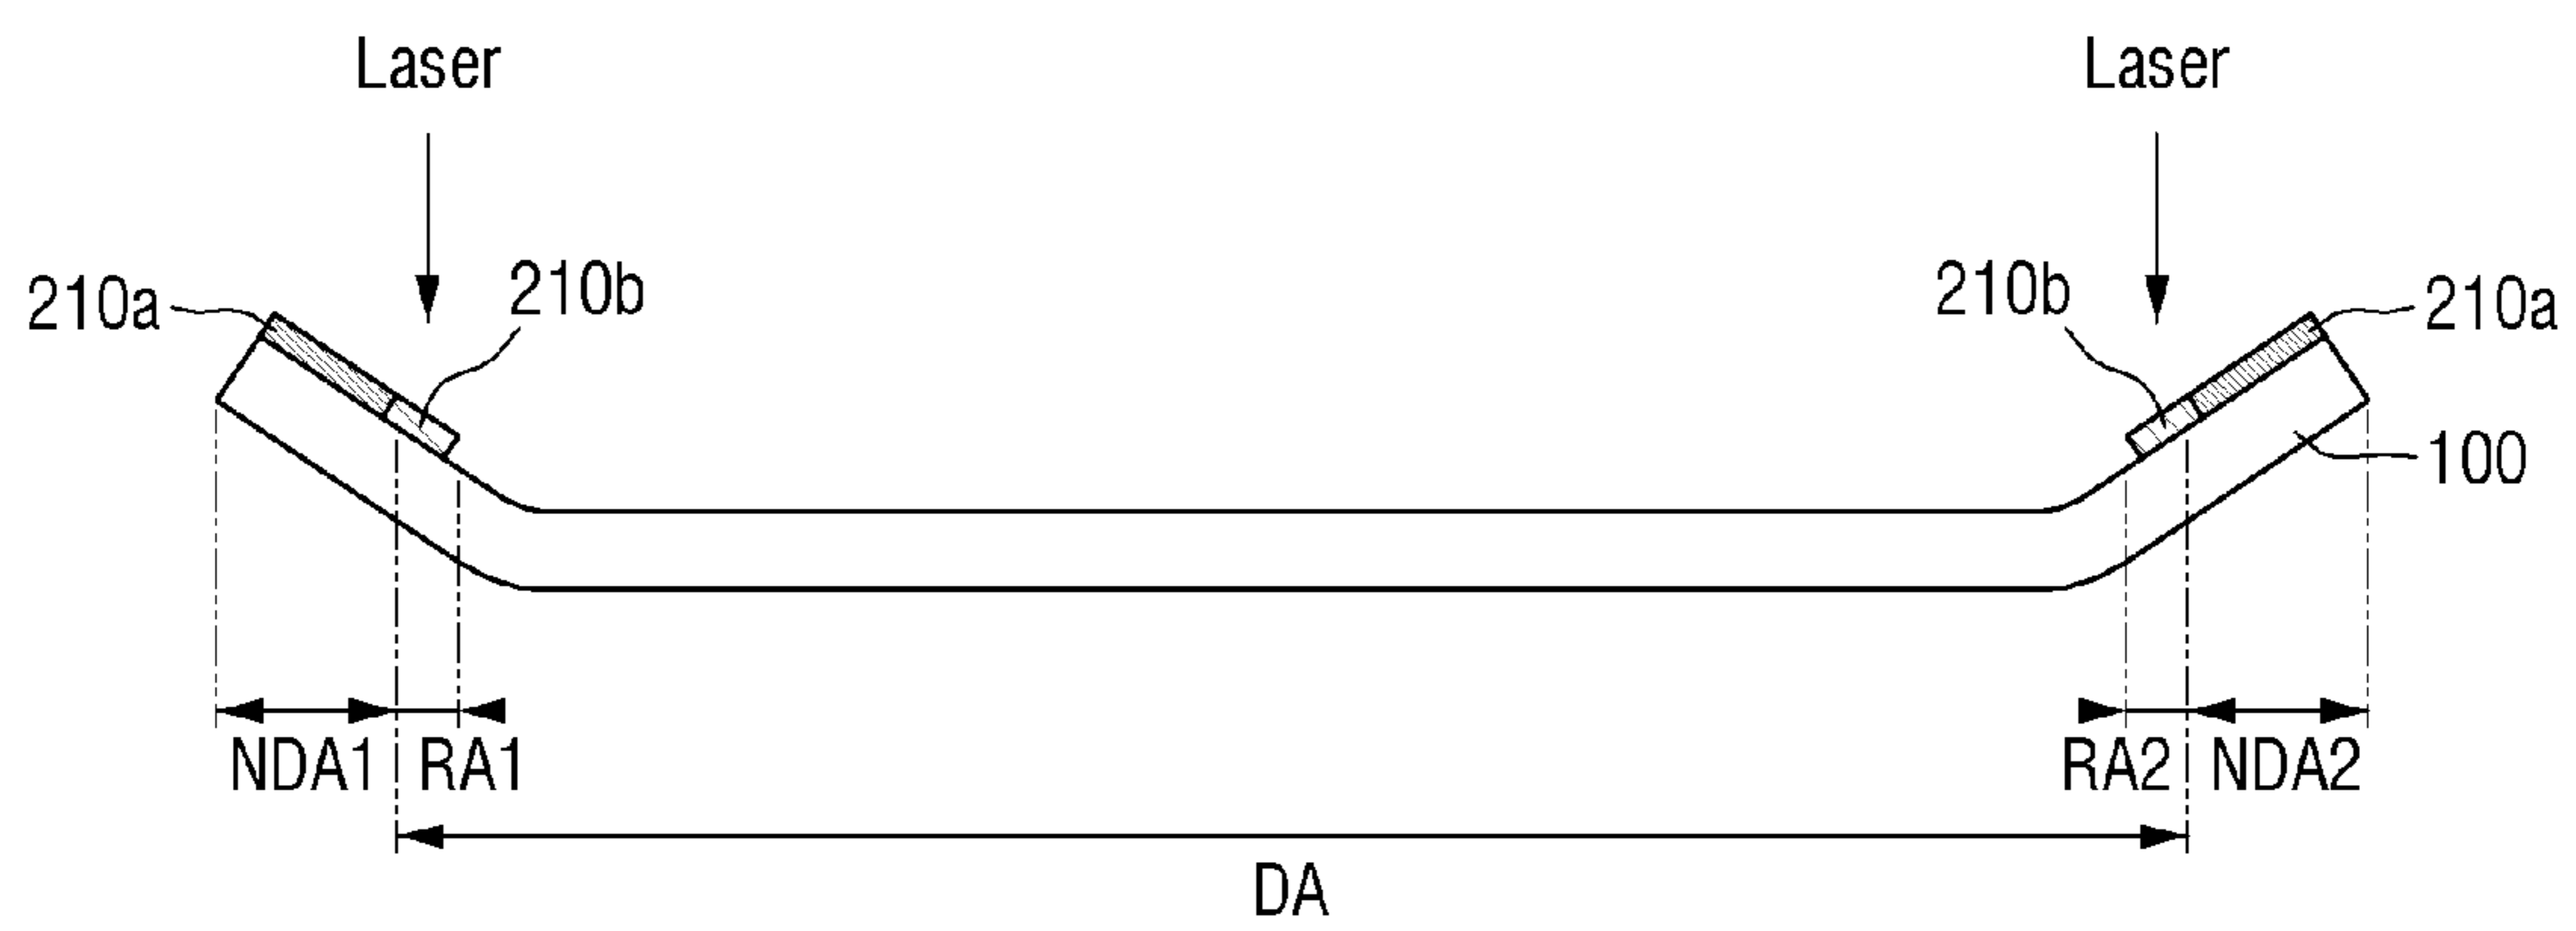 Laser Laser
210a 210b 210b 210a
100
NDA1 RA1 RA2 NDA2
DA